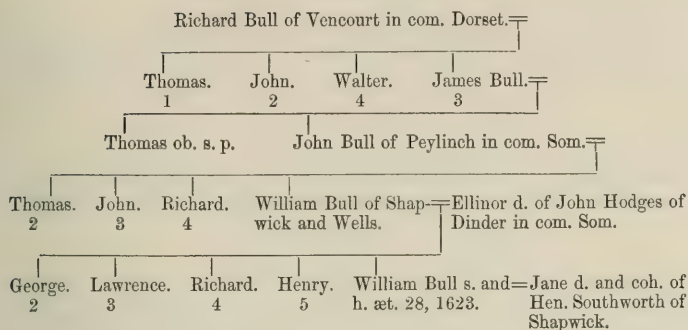 Richard Bull of Vencourt in com. Dorset.
Thomas. John. Walter. James Bull.
1 2 4 3
Thomas ob. s. p. John Bull of Peylinch in com. Som.
Thomas. John. Richard. William Bull of Shap- Ellinor d. of John Hodges of
2 3 4 wick and Wells. Dinder in com. Som.
George. Lawrence. Richard. Henry. William Bull s. and = Jane d. and coh. of
2 3 4 5 h. æt. 28, 1623. Hen. Southworth of
Shapwick.